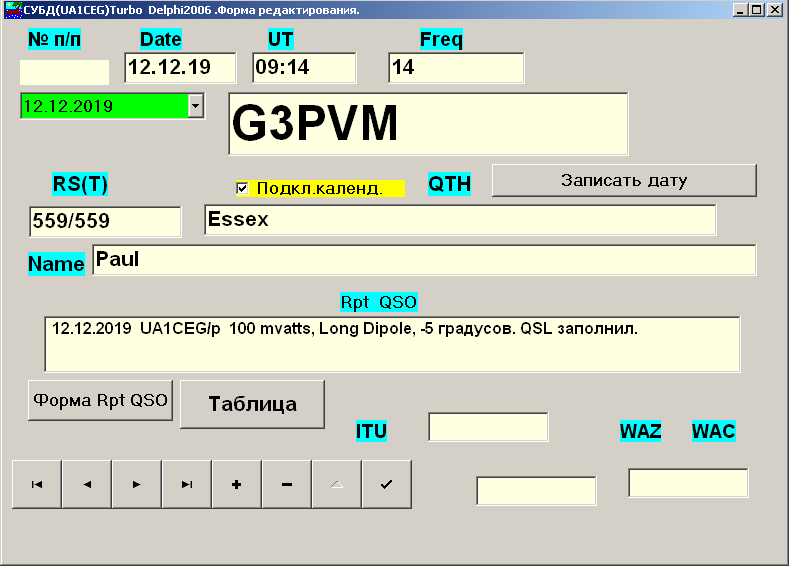 СУБД(UA1CEG)Turbo Delphi2006 .Форма редактирования.
№ п/п Date UT Freq
12.12.19 09:14 14
12.12.2019
G3PVM
RS(T) Подкл.календ. QTH Записать дату
559/559 Essex
Name Paul
Rpt QSO
12.12.2019 UA1CEG/p 100 mvatts, Long Dipole, -5 градусов. QSL заполнил.
Форма Rpt QSO Таблица
ITU WAZ WAC